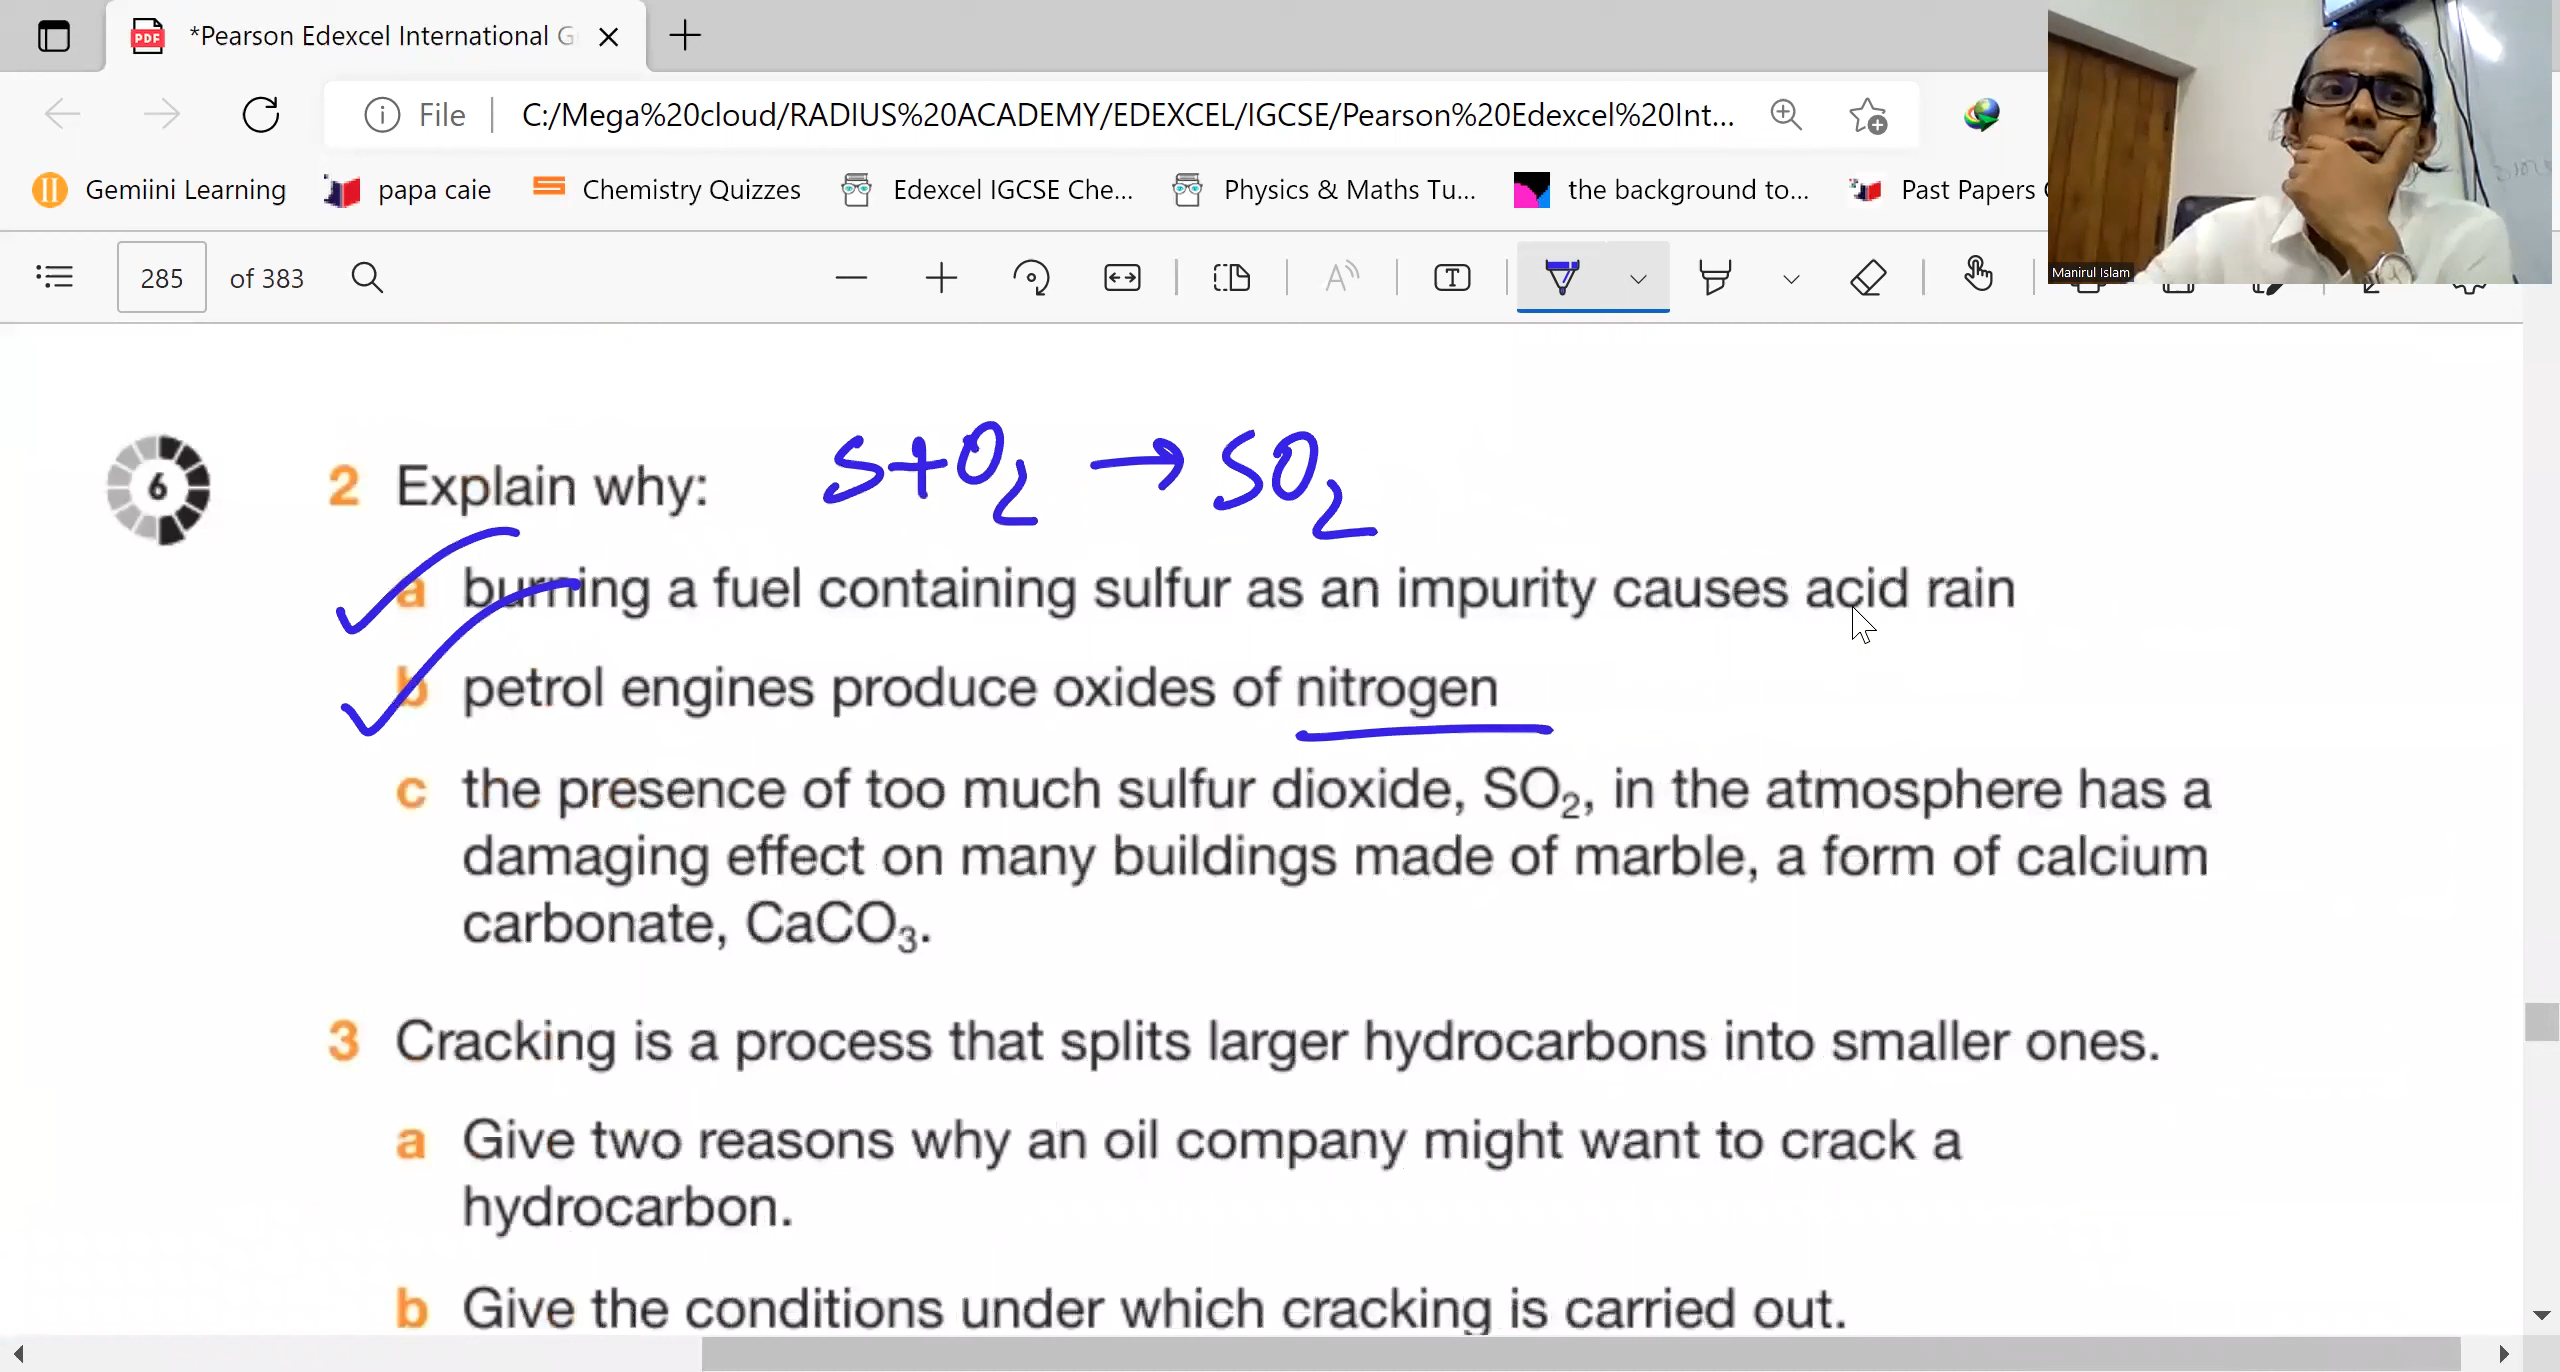 *Pearson Edexcel International G
File C:/Mega%20cloud/RADIUS%20ACADEMY/EDEXCEL/IGCSE/Pearson%20Edexcel%20Int...
Gemiini Learning papa caie Chemistry Quizzes Edexcel IGCSE Che... Physics & Maths Tu... the background to... Past Papers
Manirul Islam
285 of 383
S+O₂ → SO₂
6 2 Explain why:
a burning a fuel containing sulfur as an impurity causes acid rain
b petrol engines produce oxides of nitrogen
c the presence of too much sulfur dioxide, SO₂, in the atmosphere has a
damaging effect on many buildings made of marble, a form of calcium
carbonate, CaCO₃.
3 Cracking is a process that splits larger hydrocarbons into smaller ones.
a Give two reasons why an oil company might want to crack a
hydrocarbon.
b Give the conditions under which cracking is carried out.